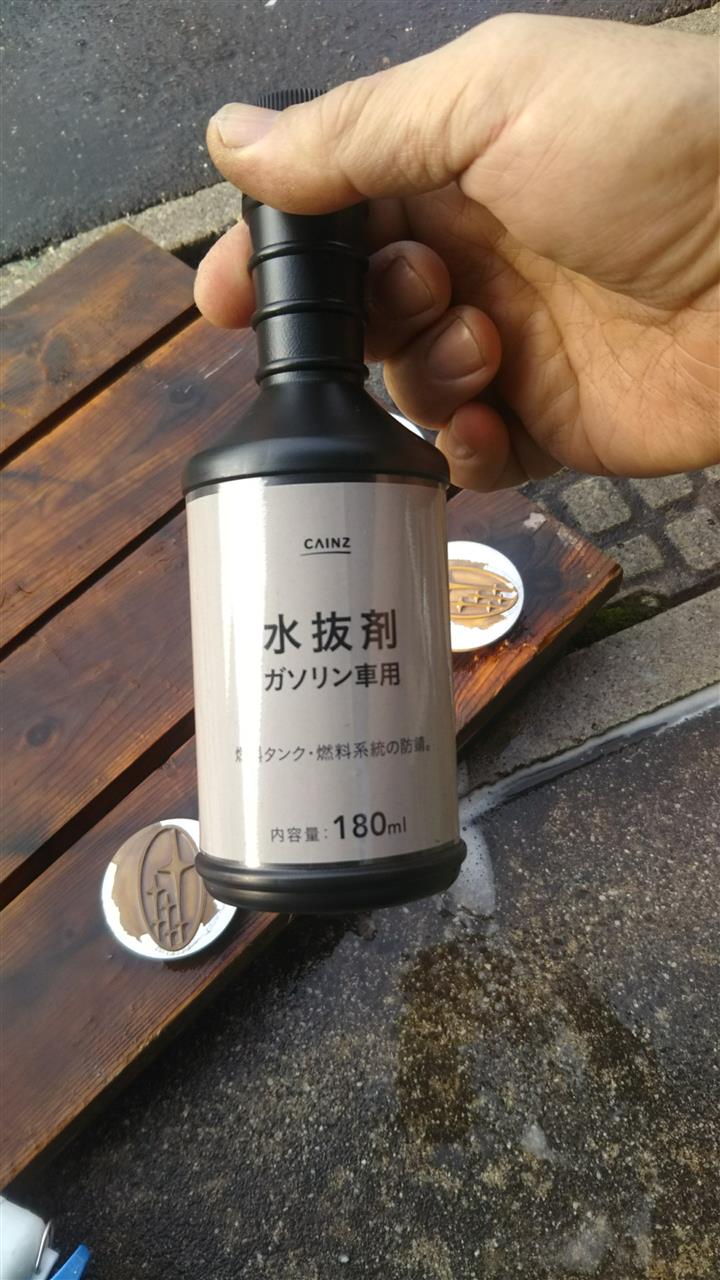 CAINZ
水抜剤
ガソリン車用
燃料タンク・燃料系統の防錆。
内容量：180ml